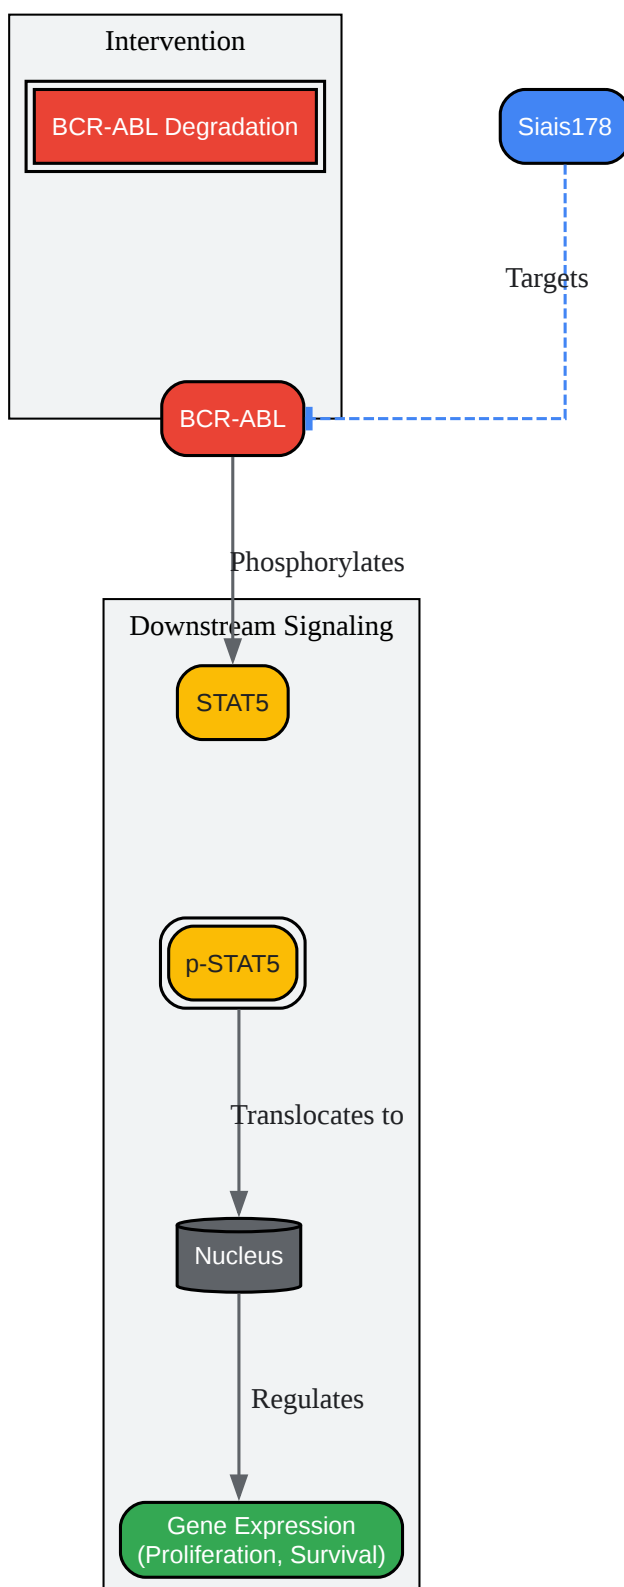 Intervention
BCR-ABL Degradation
Siais178
Targets
BCR-ABL
Phosphorylates
Downstream Signaling
STAT5
p-STAT5
Translocates to
Nucleus
Regulates
Gene Expression
(Proliferation, Survival)